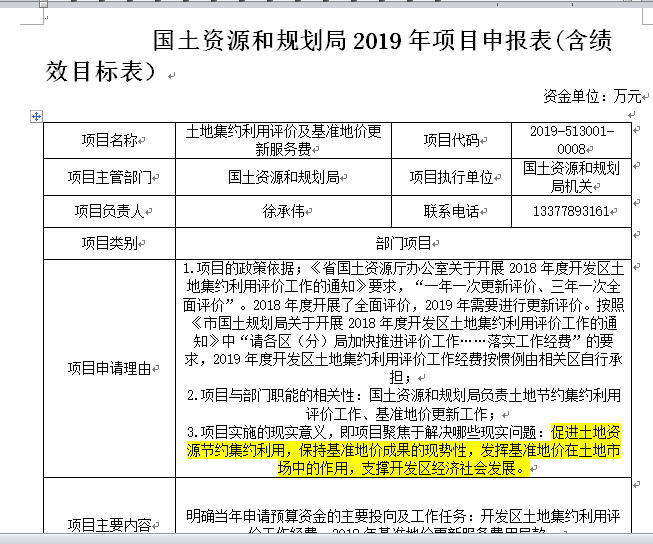 国土资源和规划局 2019 年项目申报表(含绩
效目标表）
资金单位：万元
项目名称
土地集约利用评价及基准地价更
新服务费
项目代码
2019-513001-
0008
项目主管部门
国土资源和规划局
项目执行单位
国土资源和规划
局机关
项目负责人
徐承伟
联系电话
13377893161
项目类别
部门项目
项目申请理由
1.项目的政策依据；《省国土资源厅办公室关于开展 2018 年度开发区土
地集约利用评价工作的通知》要求，“一年一次更新评价、三年一次全
面评价”。2018 年度开展了全面评价，2019 年需要进行更新评价。按照
《市国土规划局关于开展 2018 年度开发区土地集约利用评价工作的通
知》中“请各区（分）局加快推进评价工作……落实工作经费”的要
求，2019 年度开发区土地集约利用评价工作经费按惯例由相关区自行承
担；
2.项目与部门职能的相关性：国土资源和规划局负责土地节约集约利用
评价工作、基准地价更新工作；
3.项目实施的现实意义，即项目聚焦于解决哪些现实问题：促进土地资
源节约集约利用，保持基准地价成果的现势性，发挥基准地价在土地市
场中的作用，支撑开发区经济社会发展。
项目主要内容
明确当年申请预算资金的主要投向及工作任务：开发区土地集约利用评
价工作经费、2018 年基准地价更新服务费用尾款